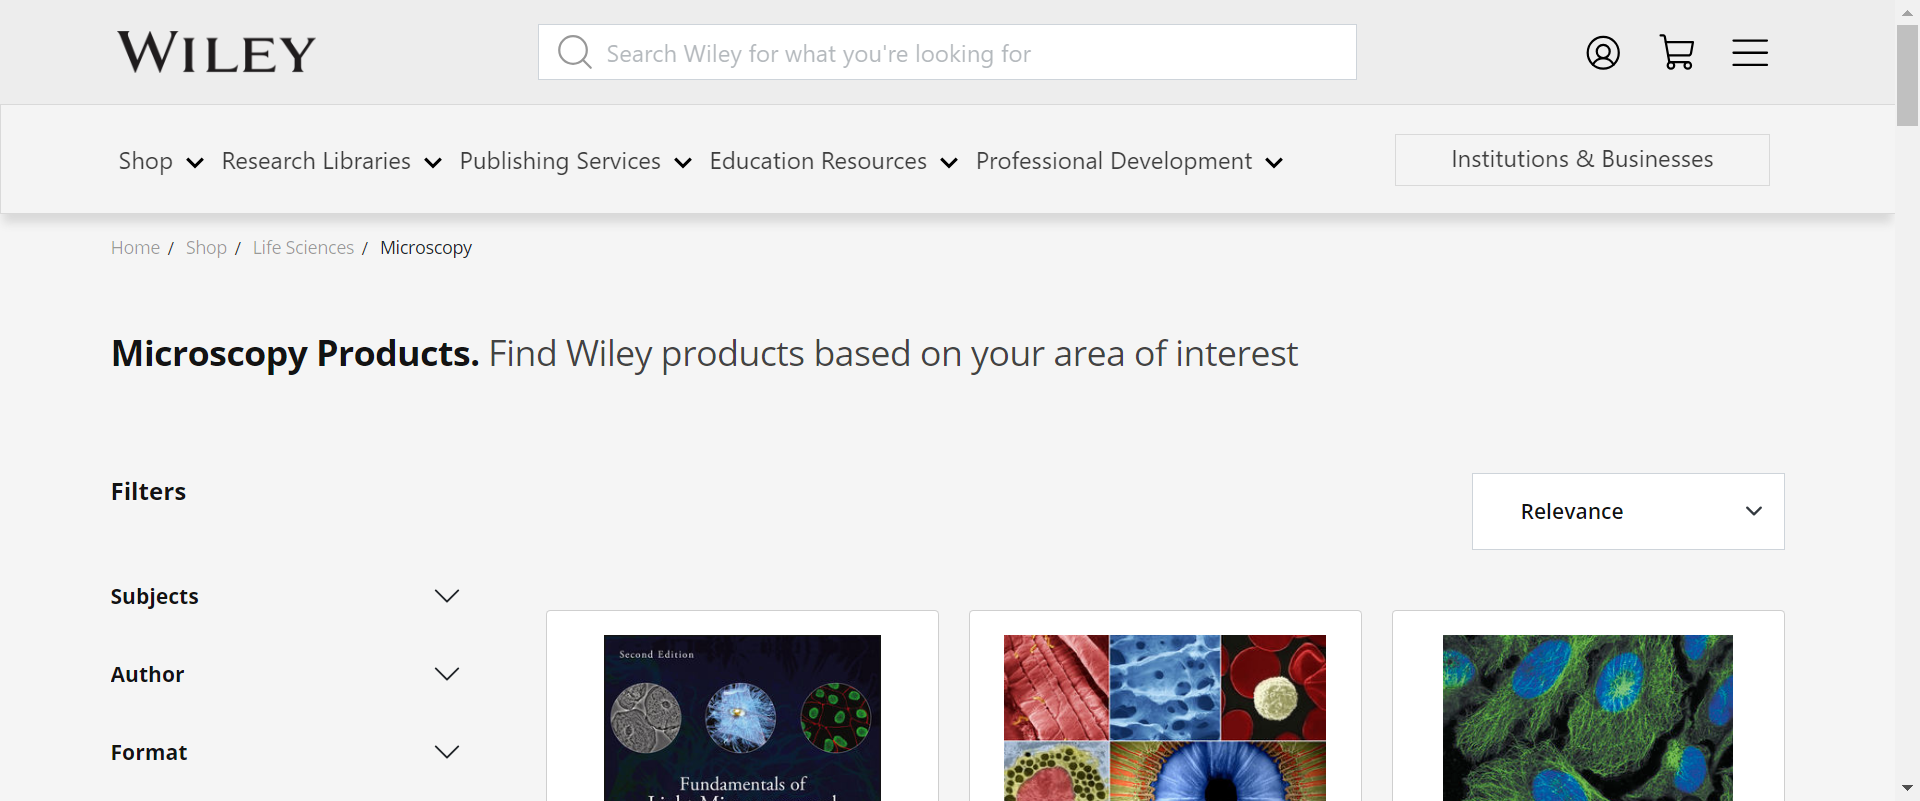 WILEY
Search Wiley for what you're looking for
Shop Research Libraries Publishing Services Education Resources Professional Development Institutions & Businesses
Home / Shop / Life Sciences / Microscopy
Microscopy Products. Find Wiley products based on your area of interest
Filters
Relevance
Subjects
Author
Format
Second Edition
Fundamentals of